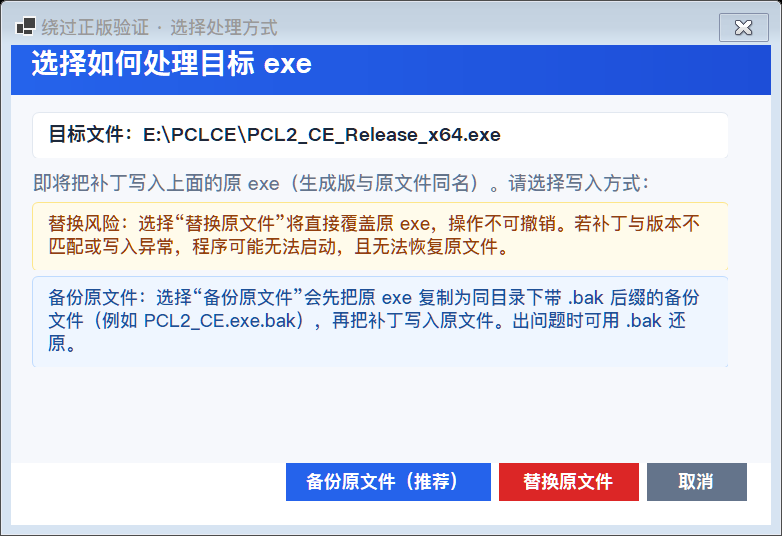 绕过正版验证 · 选择处理方式
选择如何处理目标 exe
目标文件：E:\PCLCE\PCL2_CE_Release_x64.exe
即将把补丁写入上面的原 exe（生成版与原文件同名）。请选择写入方式：
替换风险：选择“替换原文件”将直接覆盖原 exe，操作不可撤销。若补丁与版本不
匹配或写入异常，程序可能无法启动，且无法恢复原文件。
备份原文件：选择“备份原文件”会先把原 exe 复制为同目录下带 .bak 后缀的备份
文件（例如 PCL2_CE.exe.bak），再把补丁写入原文件。出问题时可用 .bak 还
原。
备份原文件（推荐）
替换原文件
取消